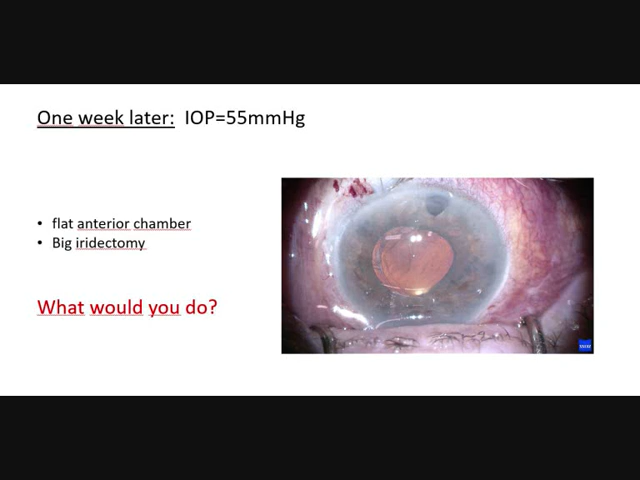 One week later: IOP=55mmHg
• flat anterior chamber
• Big iridectomy
What would you do?